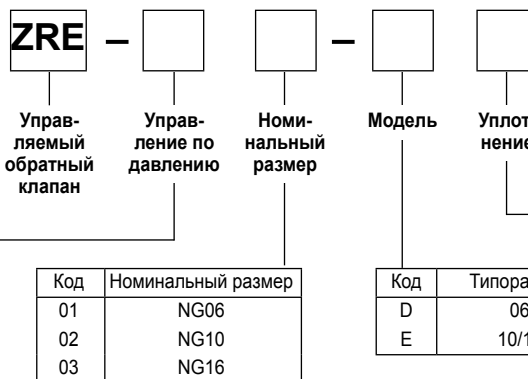 ZRE – –
Управ-
ляемый
обратный
клапан
Управ-
ление по
давлению
Номи-
нальный
размер
Модель
Уплот
нение
Код Номинальный размер
01 NG06
02 NG10
03 NG16
Код Типора
D 06
E 10/1